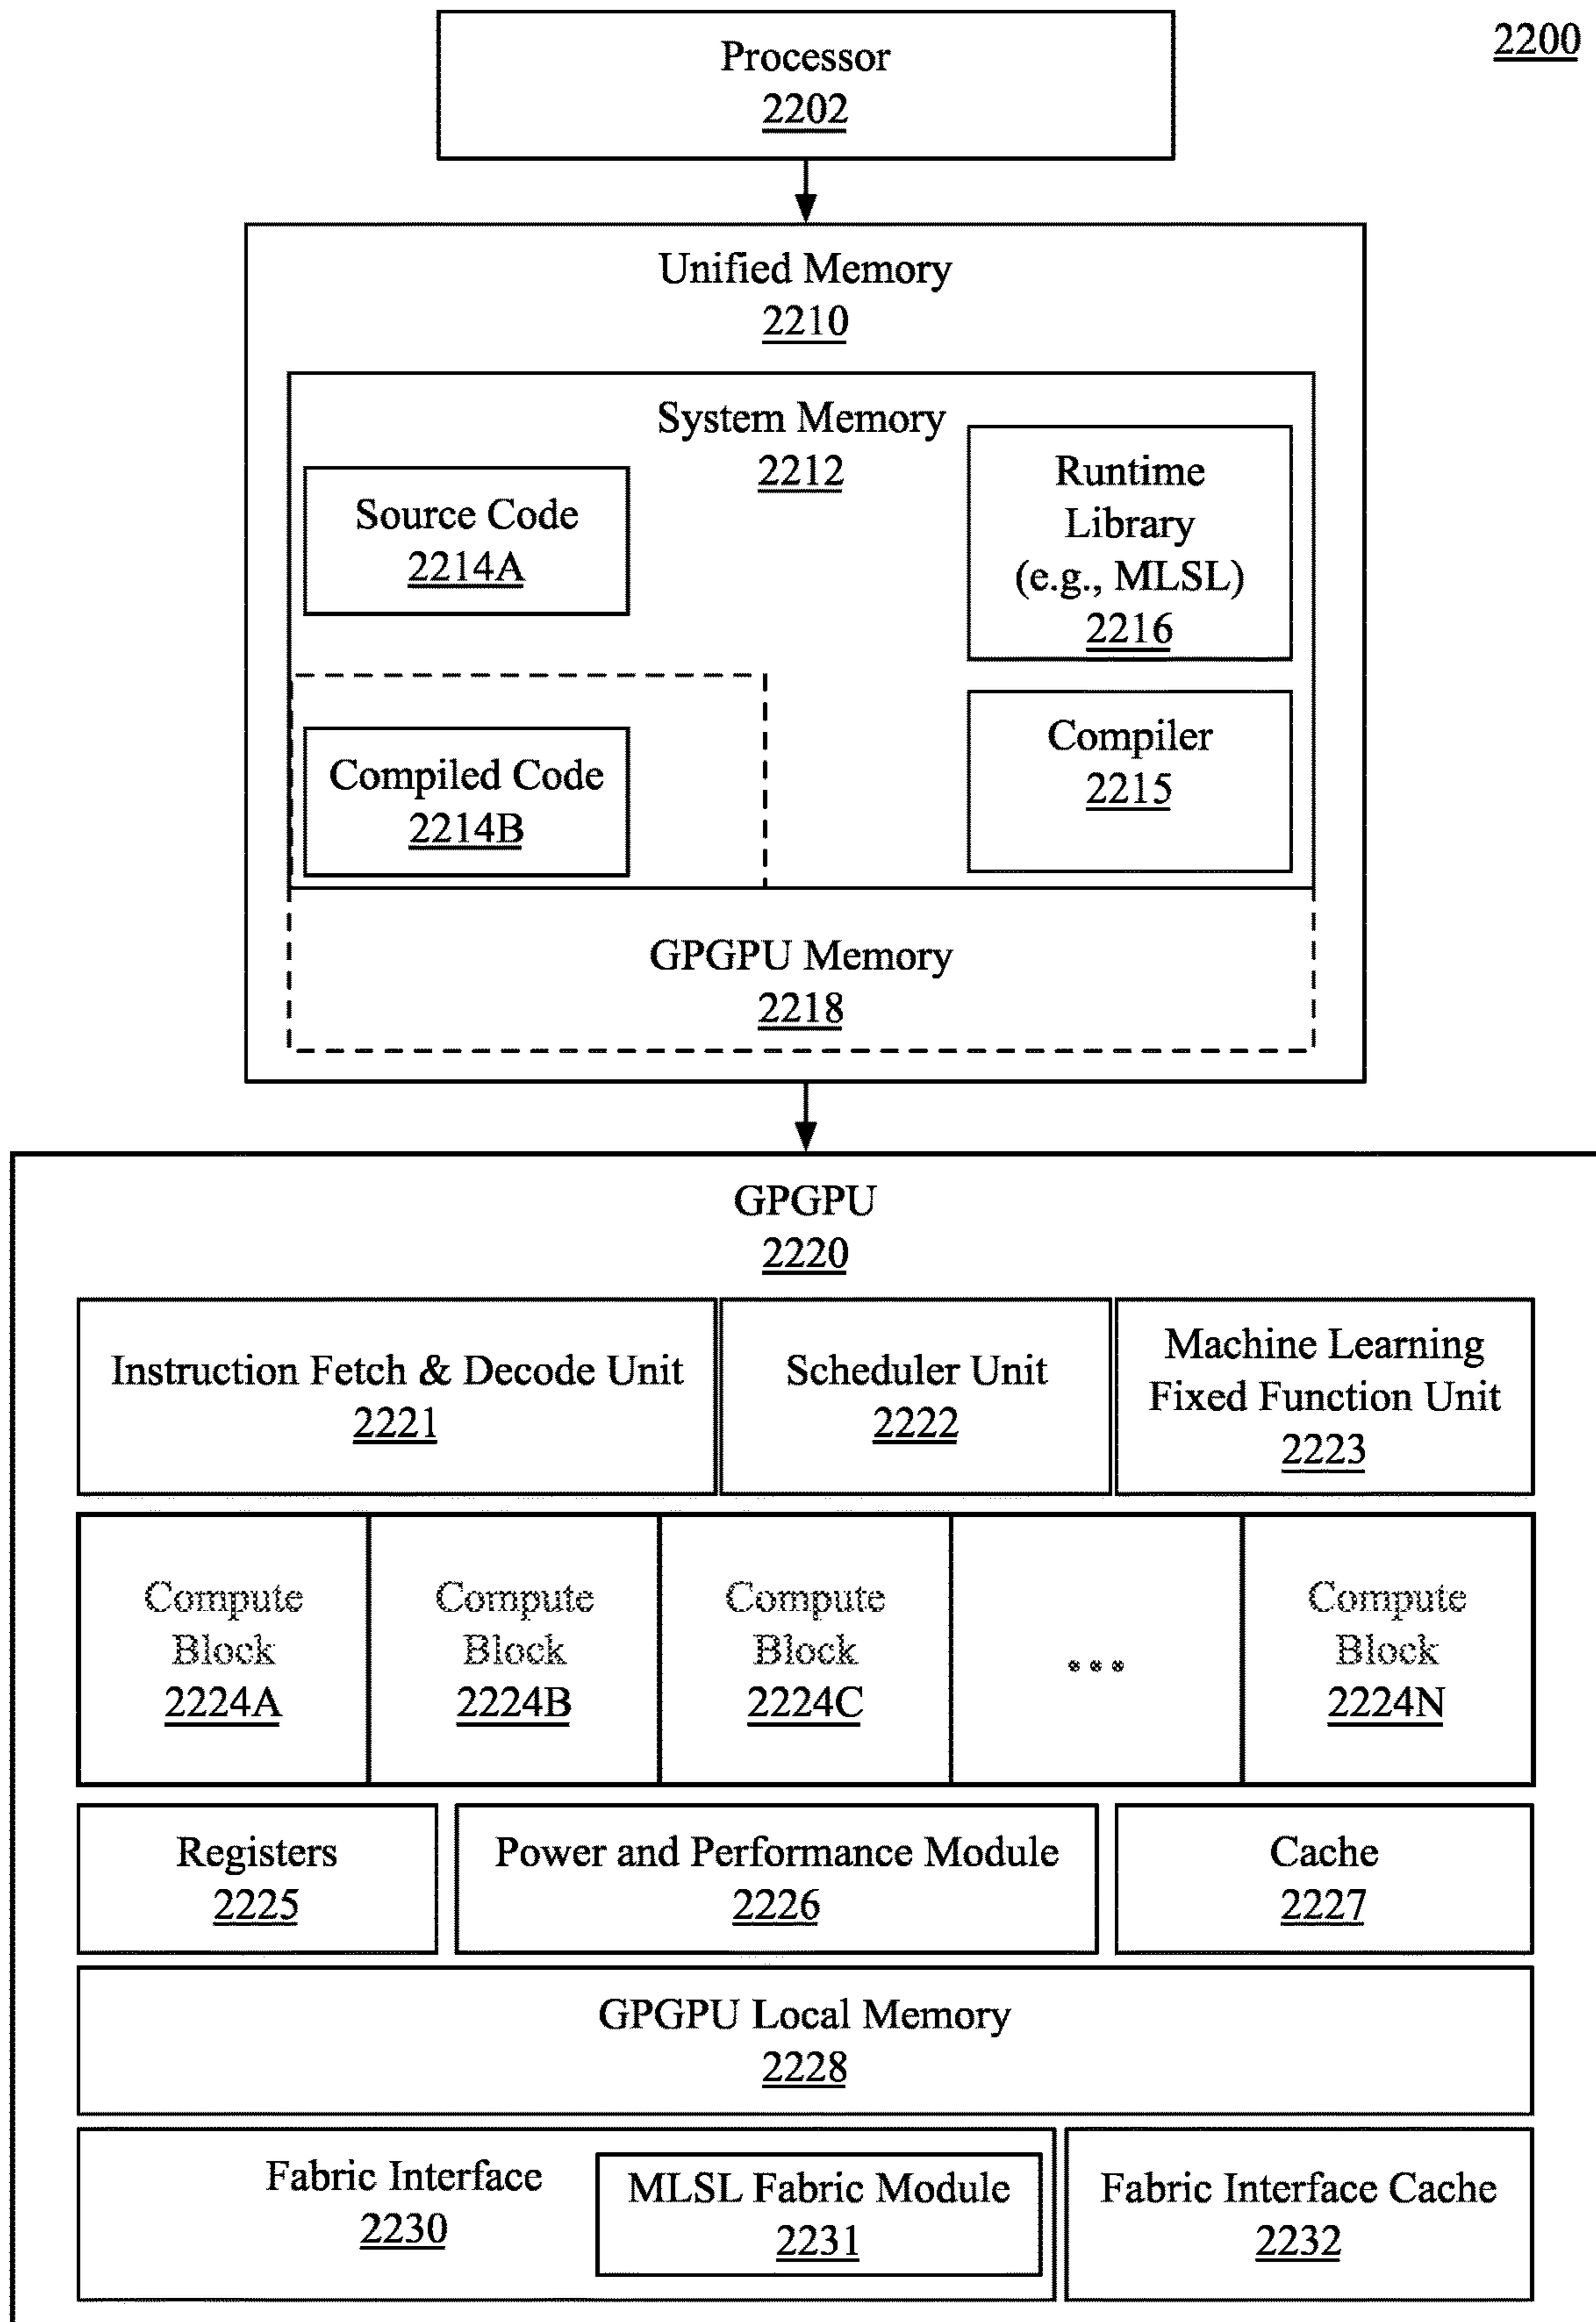 2200
Processor
2202
Unified Memory
2210
System Memory
2212
Source Code
2214A
Runtime
Library
(e.g., MLSL)
2216
Compiled Code
2214B
Compiler
2215
GPGPU Memory
2218
GPGPU
2220
Instruction Fetch & Decode Unit
2221
Scheduler Unit
2222
Machine Learning
Fixed Function Unit
2223
Compute
Block
2224A
Compute
Block
2224B
Compute
Block
2224C
...
Compute
Block
2224N
Registers
2225
Power and Performance Module
2226
Cache
2227
GPGPU Local Memory
2228
Fabric Interface
2230
MLSL Fabric Module
2231
Fabric Interface Cache
2232